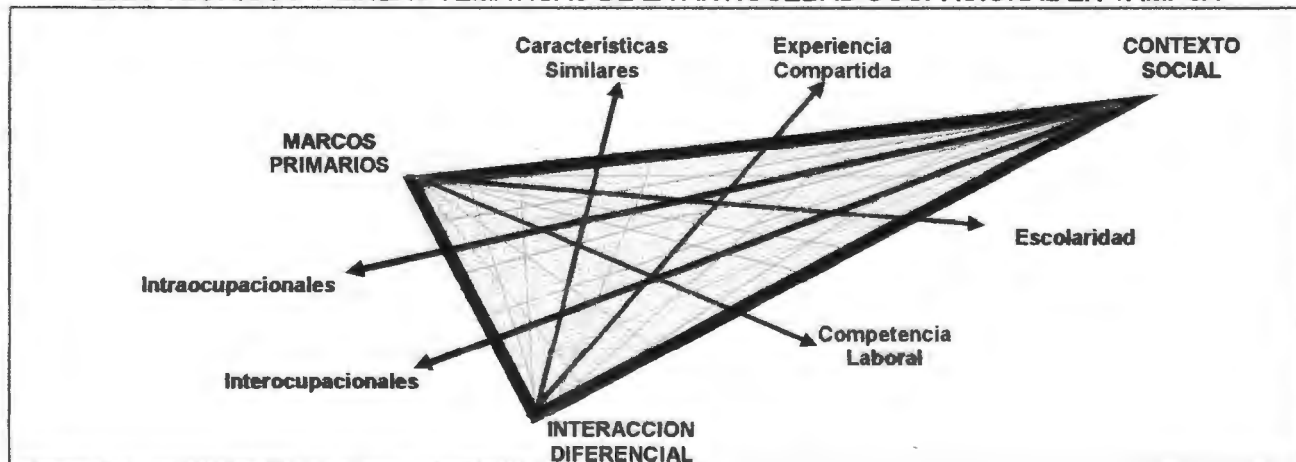 Características
Similares
Experiencia
Compartida
CONTEXTO
SOCIAL
MARCOS
PRIMARIOS
Escolaridad
Intraocupacionales
Competencia
Laboral
Interocupacionales
INTERACCION
DIFERENCIAL